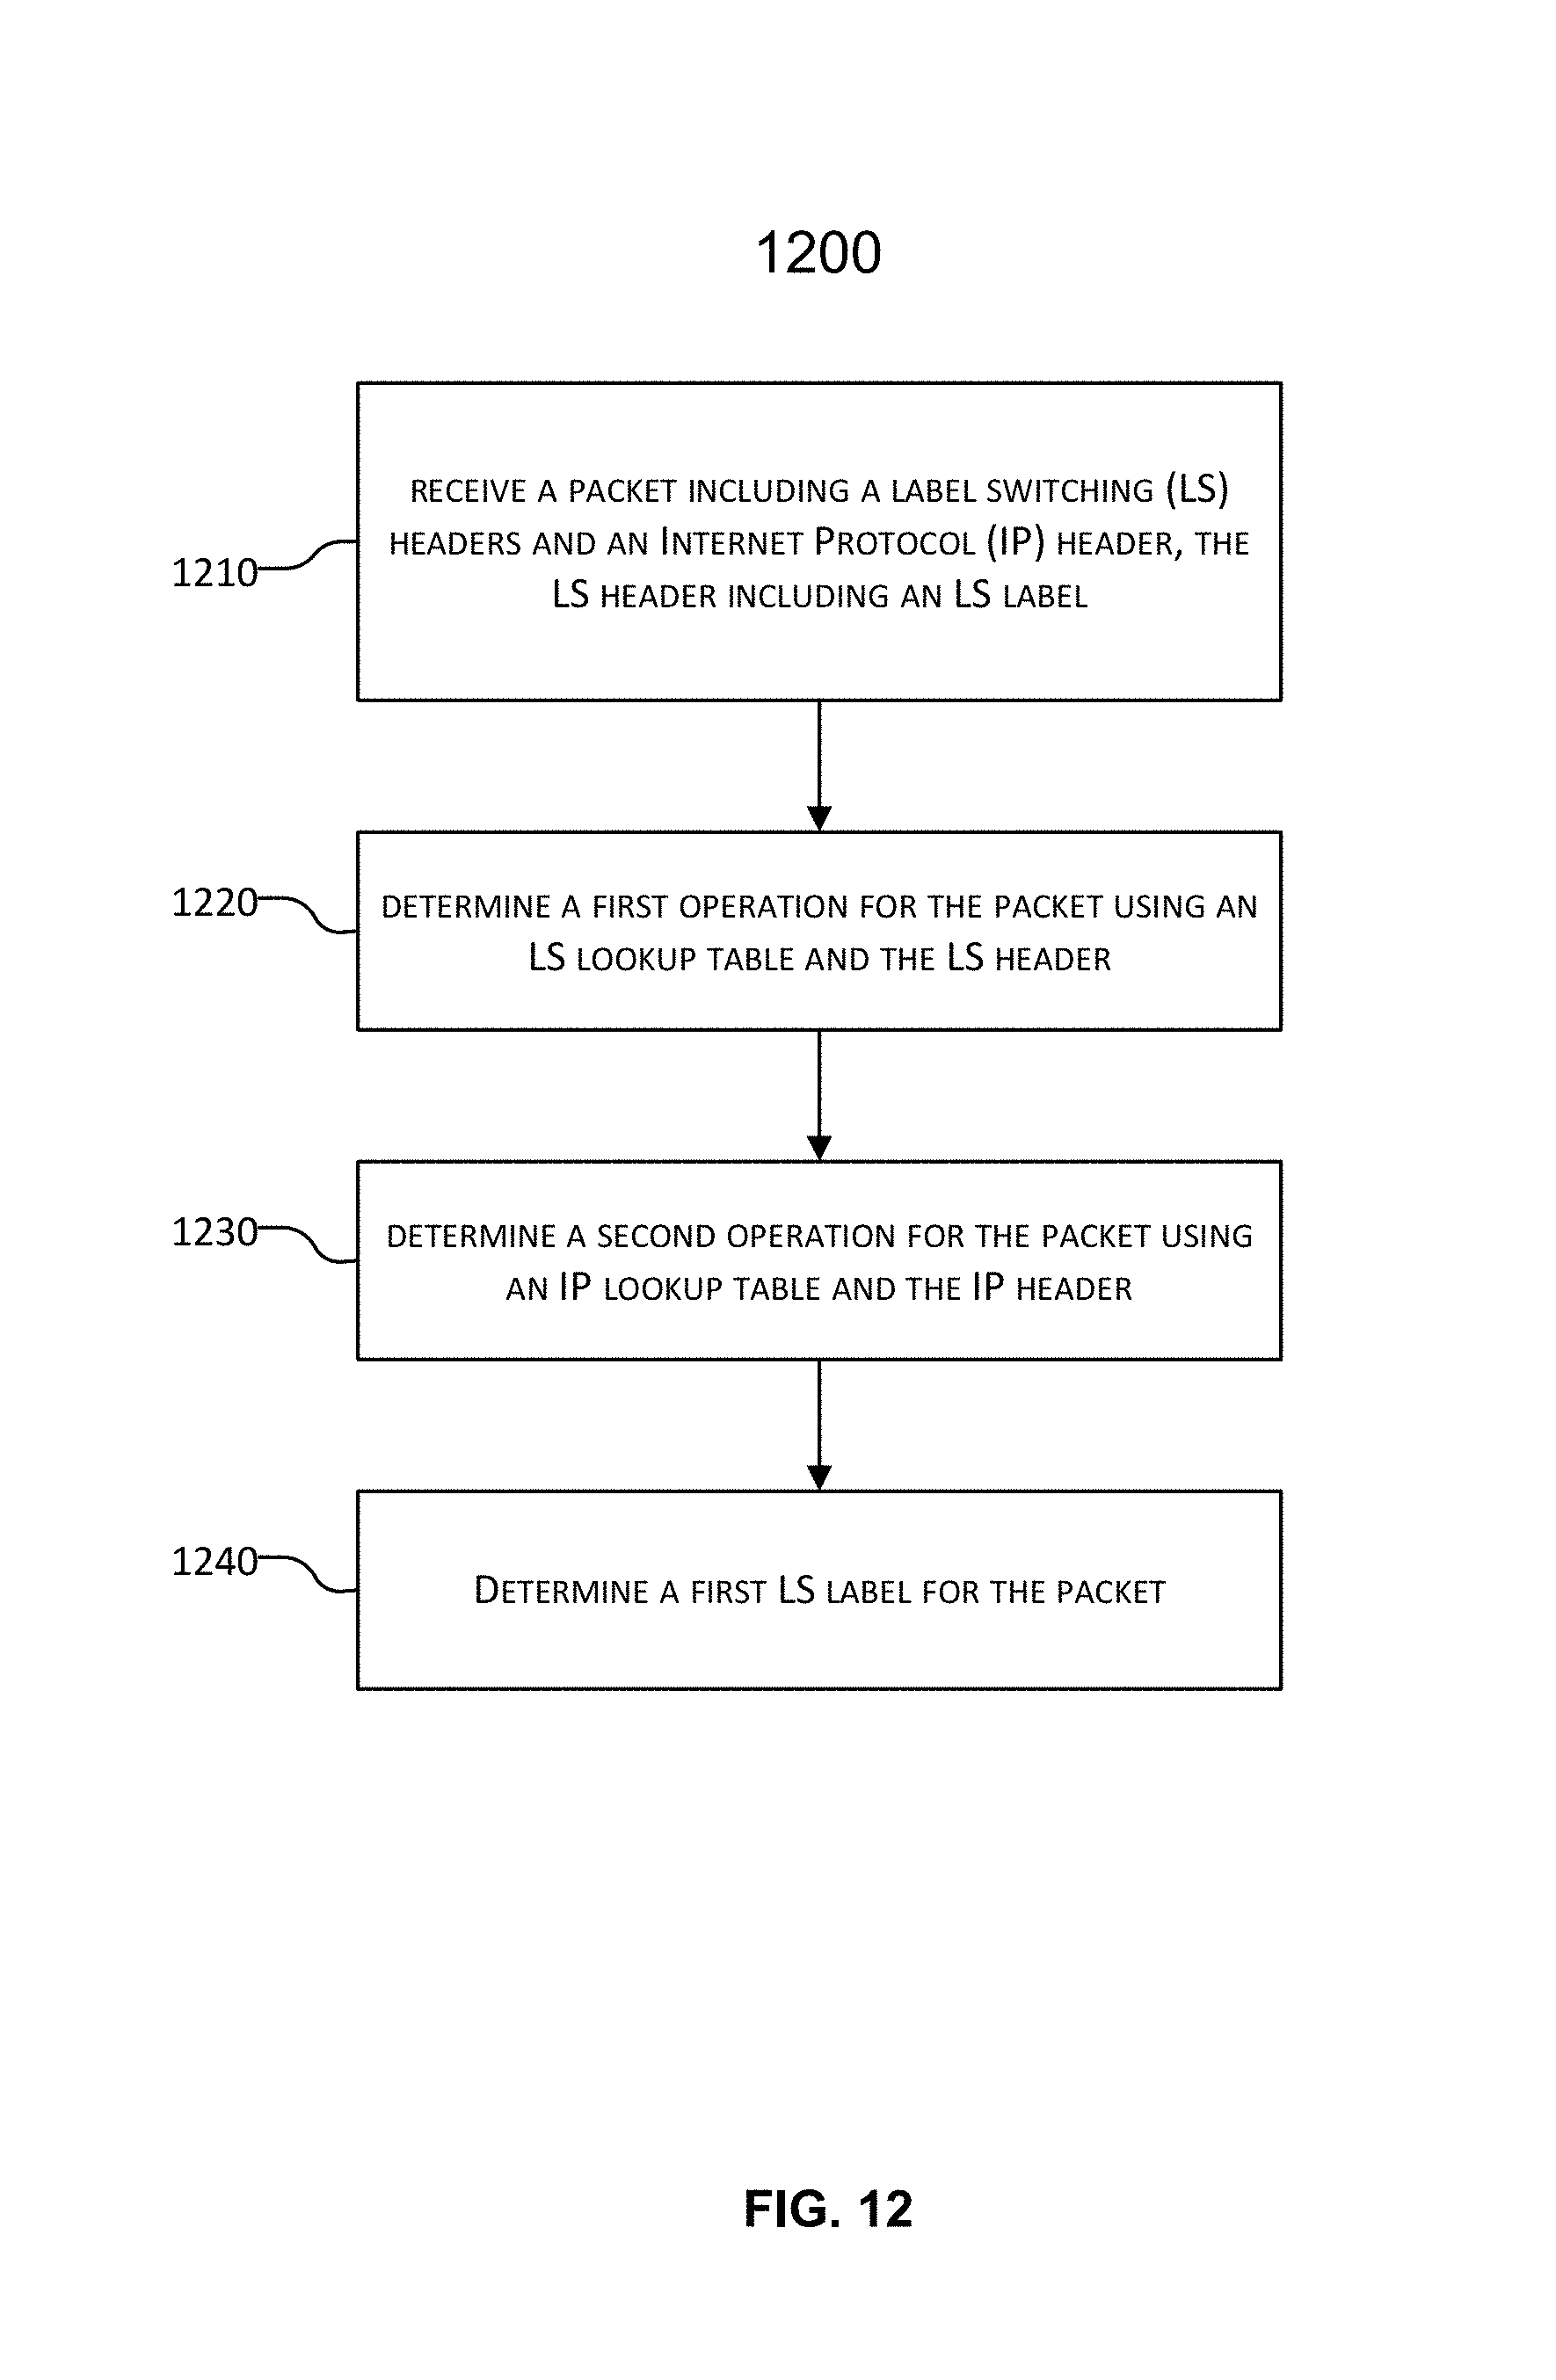 1200
RECEIVE A PACKET INCLUDING A LABEL SWITCHING (LS)
HEADERS AND AN INTERNET PROTOCOL (IP) HEADER, THE
LS HEADER INCLUDING AN LS LABEL
1210
1220
DETERMINE A FIRST OPERATION FOR THE PACKET USING AN
LS LOOKUP TABLE AND THE LS HEADER
1230
DETERMINE A SECOND OPERATION FOR THE PACKET USING
AN IP LOOKUP TABLE AND THE IP HEADER
1240
DETERMINE A FIRST LS LABEL FOR THE PACKET
FIG. 12